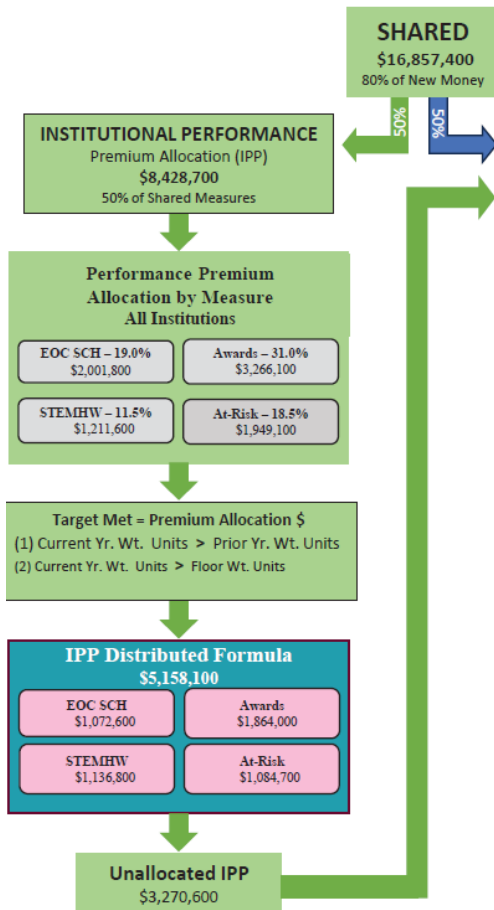 SHARED
$16,857,400
80% of New Money
50%
50%
INSTITUTIONAL PERFORMANCE
Premium Allocation (IPP)
$8,428,700
50% of Shared Measures
Performance Premium
Allocation by Measure
All Institutions
EOC SCH – 19.0%
$2,001,800
Awards – 31.0%
$3,266,100
STEMHW – 11.5%
$1,211,600
At-Risk – 18.5%
$1,949,100
Target Met = Premium Allocation $
(1) Current Yr. Wt. Units > Prior Yr. Wt. Units
(2) Current Yr. Wt. Units > Floor Wt. Units
IPP Distributed Formula
$5,158,100
EOC SCH
$1,072,600
Awards
$1,864,000
STEMHW
$1,136,800
At-Risk
$1,084,700
Unallocated IPP
$3,270,600